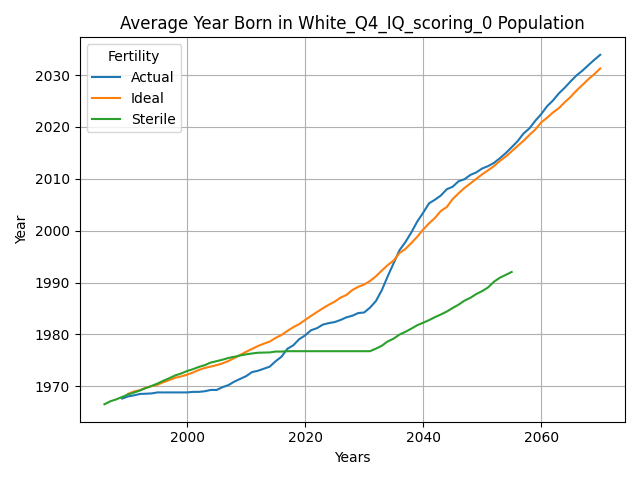 Average Year Born in White_Q4_IQ_scoring_0 Population
Fertility
Actual
Ideal
Sterile
2030
2020
2010
2000
1990
1980
1970
Year
2000
2020
2040
2060
Years